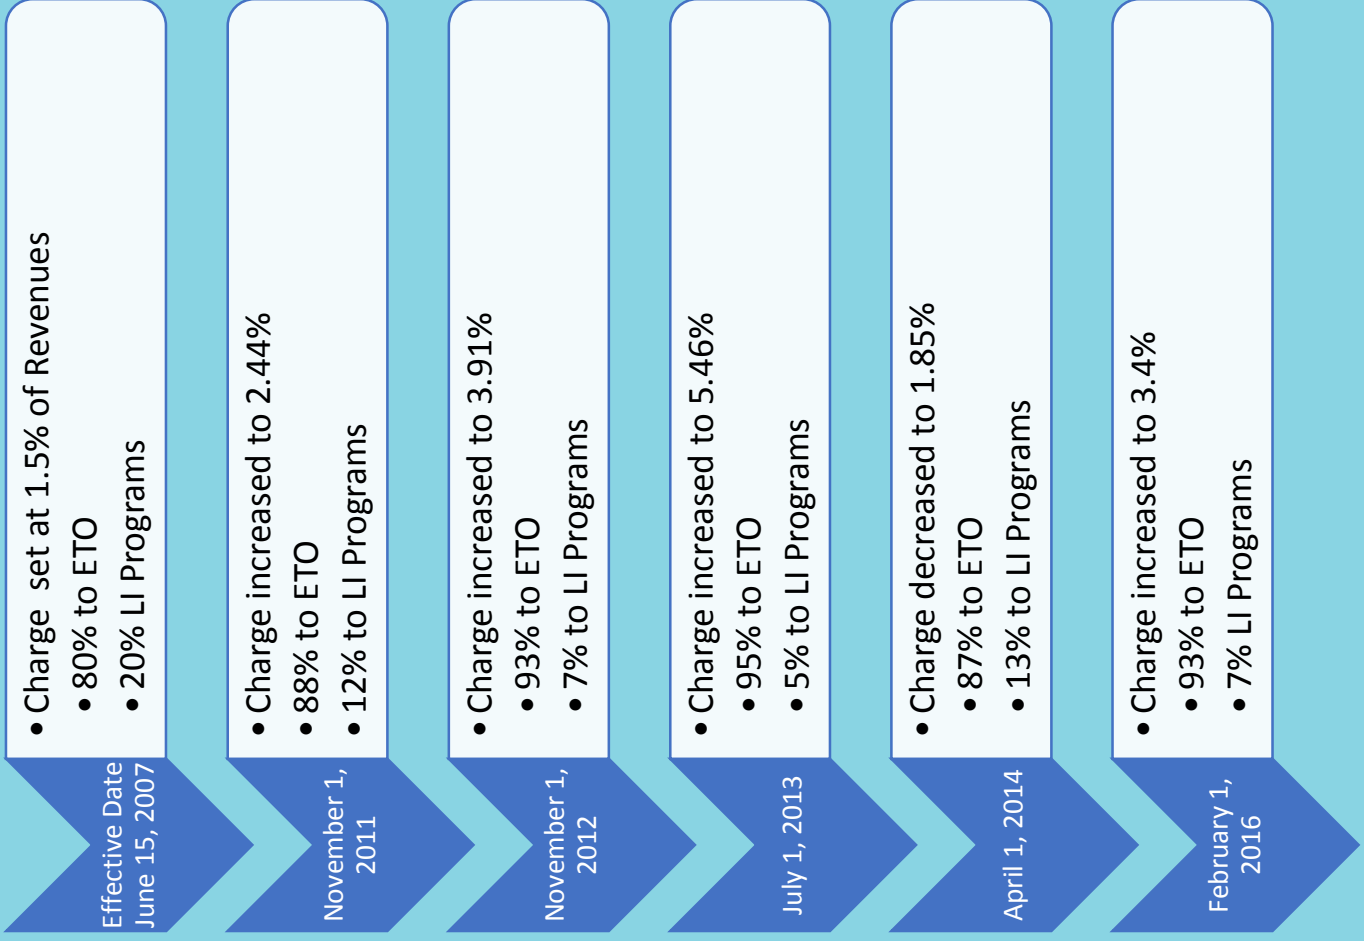 Effective Date
June 15, 2007
• Charge  set at 1.5% of Revenues
• 80% to ETO
• 20% LI Programs
November 1,
2011
• Charge increased to 2.44%
• 88% to ETO
• 12% to LI Programs
November 1,
2012
• Charge increased to 3.91%
• 93% to ETO
• 7% to LI Programs
July 1, 2013
• Charge increased to 5.46%
• 95% to ETO
• 5% to LI Programs
April 1, 2014
• Charge decreased to 1.85%
• 87% to ETO
• 13% to LI Programs
February 1,
2016
• Charge increased to 3.4%
• 93% to ETO
• 7% LI Programs